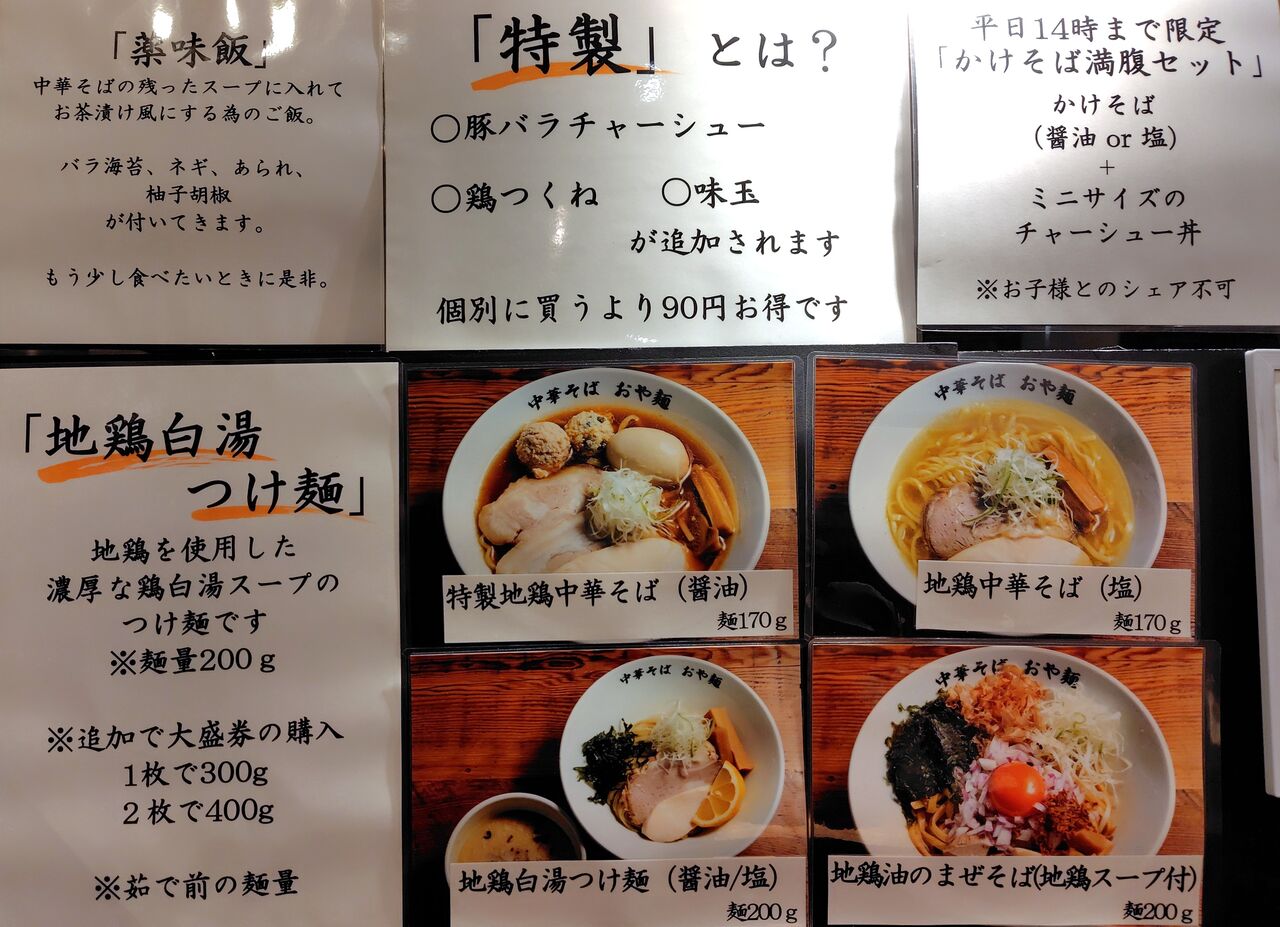 「薬味飯」
中華そばの残ったスープに入れて
お茶漬け風にする為のご飯。
バラ海苔、ネギ、あられ、
柚子胡椒
が付いてきます。
もう少し食べたいときに是非。
「特製」とは？
〇豚バラチャーシュー
〇鶏つくね　〇味玉
が追加されます
個別に買うより90円お得です
平日14時まで限定
「かけそば満腹セット」
かけそば
（醤油 or 塩）
＋
ミニサイズの
チャーシュー丼
※お子様とのシェア不可
「地鶏白湯
つけ麺」
地鶏を使用した
濃厚な鶏白湯スープの
つけ麺です
※麺量200g
※追加で大盛券の購入
1枚で300g
２枚で400g
※茹で前の麺量
中華そば おや麺
特製地鶏中華そば（醤油）
麺170g
中華そば おや麺
地鶏中華そば（塩）
麺170g
中華そば おや麺
地鶏白湯つけ麺（醤油/塩）
麺200g
中華そば おや麺
地鶏油のまぜそば(地鶏スープ付)
麺200g